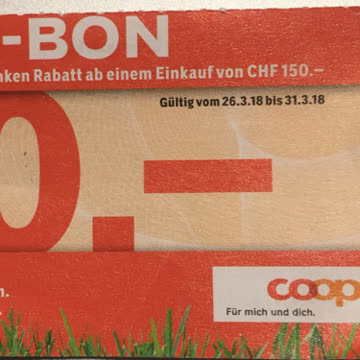 -BON
nken Rabatt ab einem Einkauf von CHF 150.–
Gültig vom 26.3.18 bis 31.3.18
0.–
n.
coop
Für mich und dich.